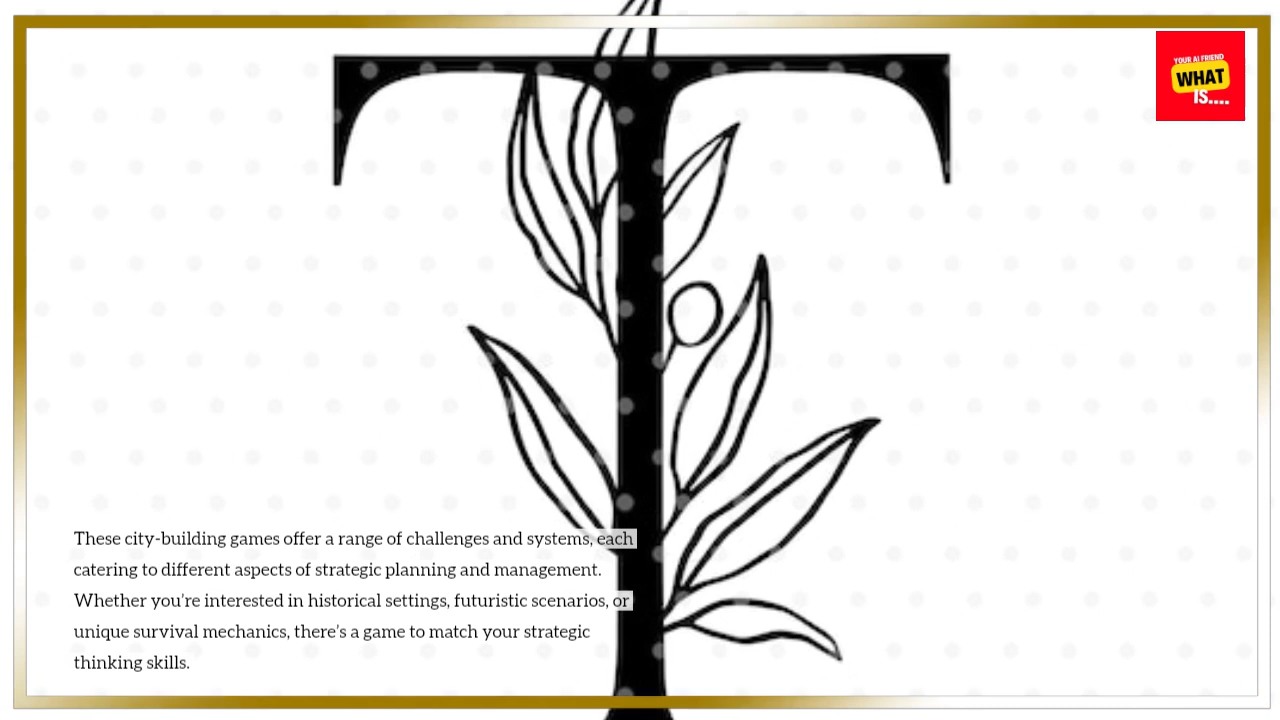 T
YOUR AI FRIEND
WHAT
IS....
These city-building games offer a range of challenges and systems, each
catering to different aspects of strategic planning and management.
Whether you're interested in historical settings, futuristic scenarios, or
unique survival mechanics, there's a game to match your strategic
thinking skills.